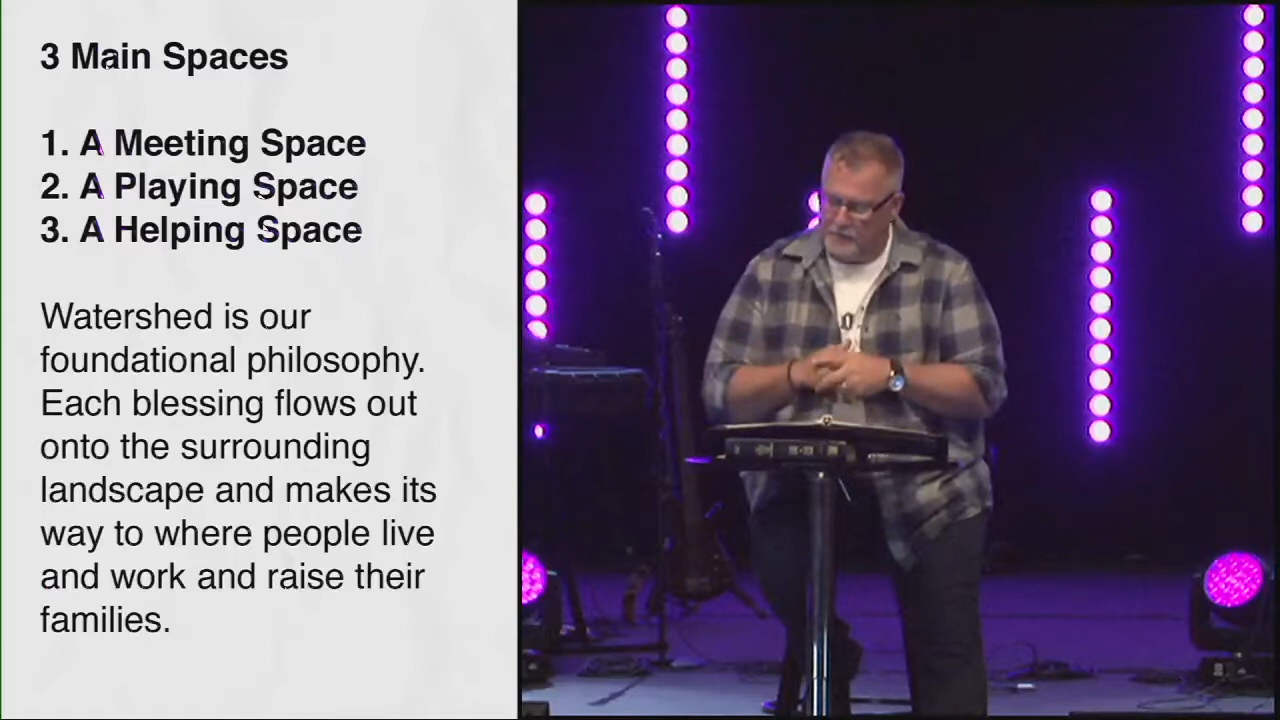 3 Main Spaces
1. A Meeting Space
2. A Playing Space
3. A Helping Space
Watershed is our
foundational philosophy.
Each blessing flows out
onto the surrounding
landscape and makes its
way to where people live
and work and raise their
families.